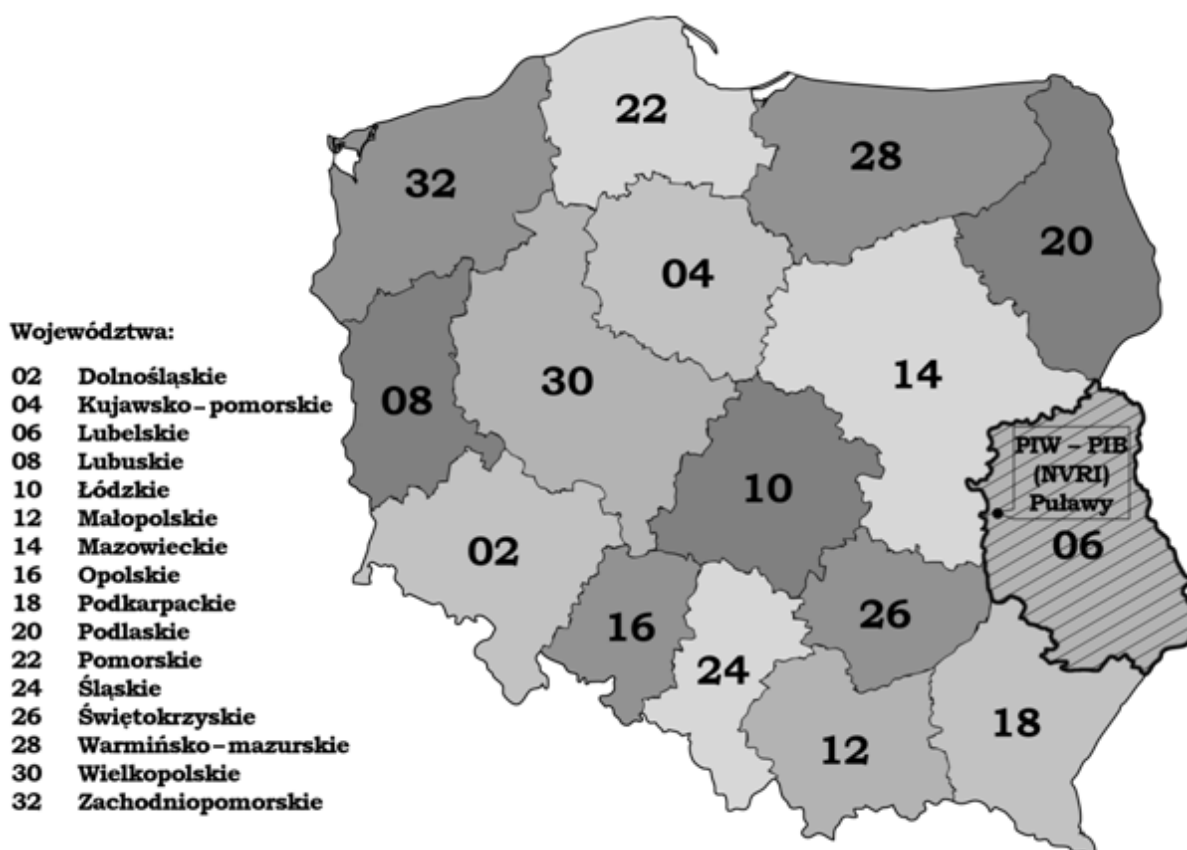 Województwa:
02 Dolnośląskie
04 Kujawsko-pomorskie
06 Lubelskie
08 Lubuskie
10 Łódzkie
12 Małopolskie
14 Mazowieckie
16 Opolskie
18 Podkarpackie
20 Podlaskie
22 Pomorskie
24 Śląskie
26 Świętokrzyskie
28 Warmińsko-mazurskie
30 Wielkopolskie
32 Zachodniopomorskie
22
28
32
20
04
30
14
08
PIW – PIB
(NVRI)
Puławy
10
02
06
26
16
24
18
12